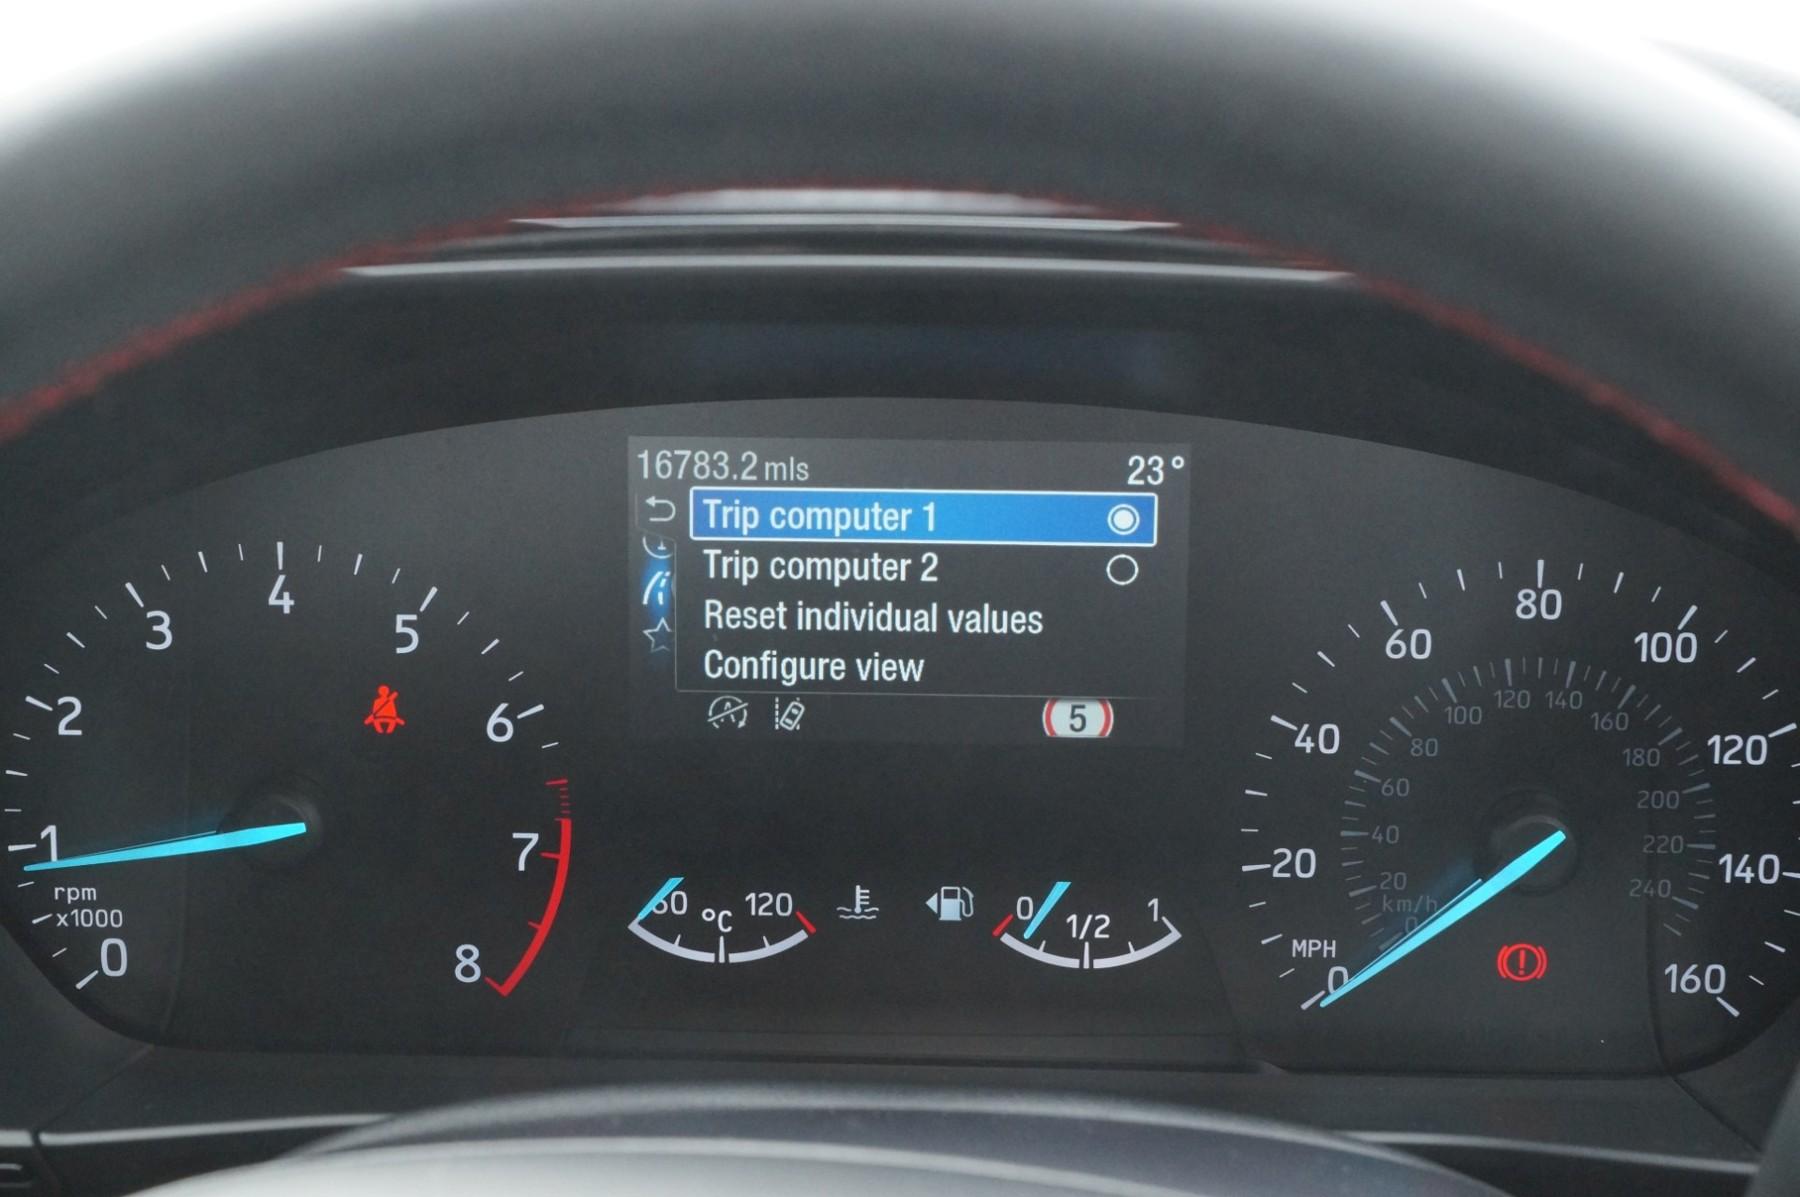 16783.2 mls 23°
Trip computer 1
Trip computer 2
Reset individual values
Configure view
5
0
1
2
3
4
5
6
7
8
rpm
x1000
60 °C 120
0 1/2 1
0
20
40
60
80
100
120
140
160
MPH
km/h
0
20
40
60
80
100
120
140
160
180
200
220
240